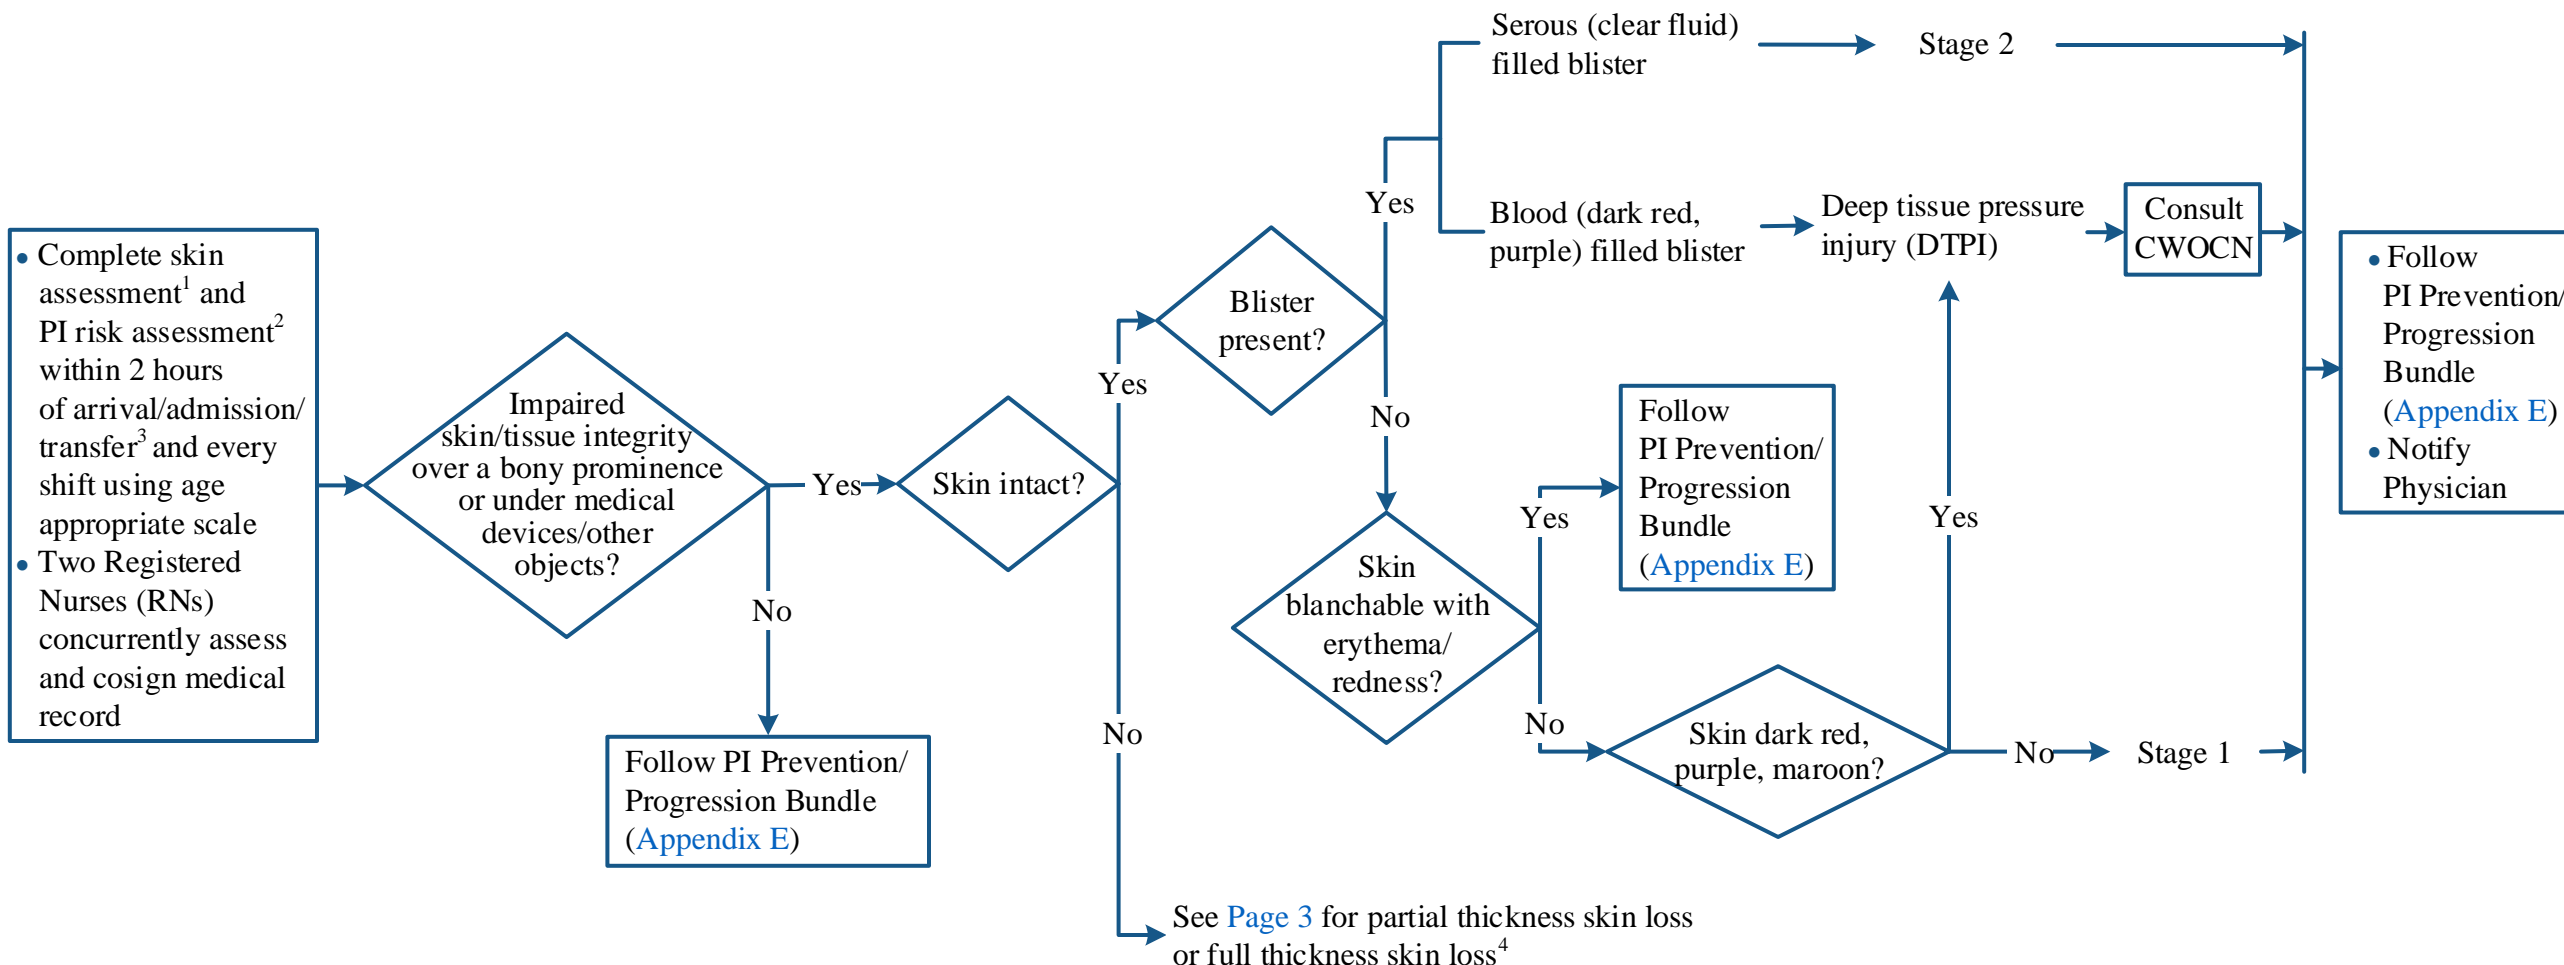 • Complete skin
assessment1 and
PI risk assessment2
within 2 hours
of arrival/admission/
transfer3 and every
shift using age
appropriate scale
• Two Registered
Nurses (RNs)
concurrently assess
and cosign medical
record
Impaired
skin/tissue integrity
over a bony prominence
or under medical
devices/other
objects?
Yes
No
Follow PI Prevention/
Progression Bundle
(Appendix E)
Skin intact?
Yes
No
See Page 3 for partial thickness skin loss
or full thickness skin loss4
Blister
present?
Yes
No
Serous (clear fluid)
filled blister
Stage 2
Blood (dark red,
purple) filled blister
Deep tissue pressure
injury (DTPI)
Consult
CWOCN
Skin
blanchable with
erythema/
redness?
Yes
No
Follow
PI Prevention/
Progression
Bundle
(Appendix E)
Skin dark red,
purple, maroon?
Yes
No
Stage 1
• Follow
PI Prevention/
Progression
Bundle
(Appendix E)
• Notify
Physician